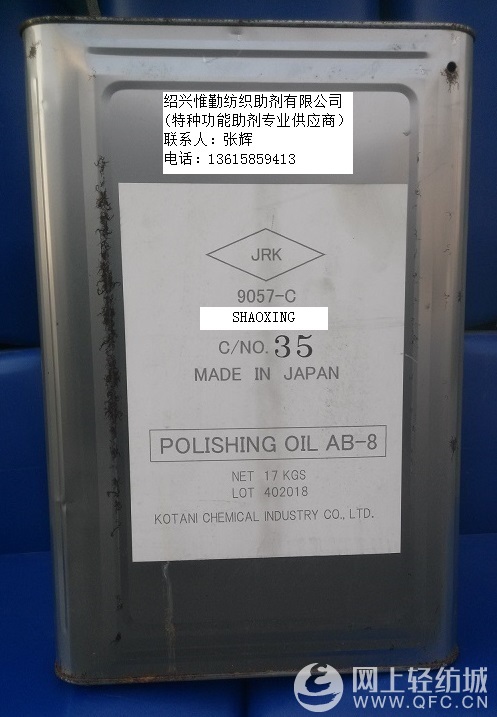 绍兴惟勤纺织助剂有限公司
(特种功能助剂专业供应商)
联系人：张辉
电话：13615859413
JRK
9057-C
SHAOXING
C/NO. 35
MADE IN JAPAN
POLISHING OIL AB-8
NET 17 KGS
LOT 402018
KOTANI CHEMICAL INDUSTRY CO., LTD.
网上轻纺城
WWW.QFC.CN